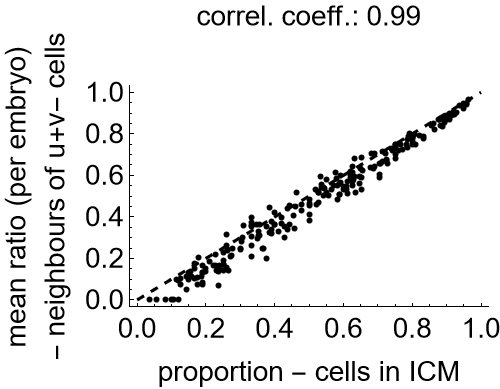 correl. coeff.: 0.99
mean ratio (per embryo)
− neighbours of u+v− cells
1.0
0.8
0.6
0.4
0.2
0.0
0.0 0.2 0.4 0.6 0.8 1.0
proportion − cells in ICM